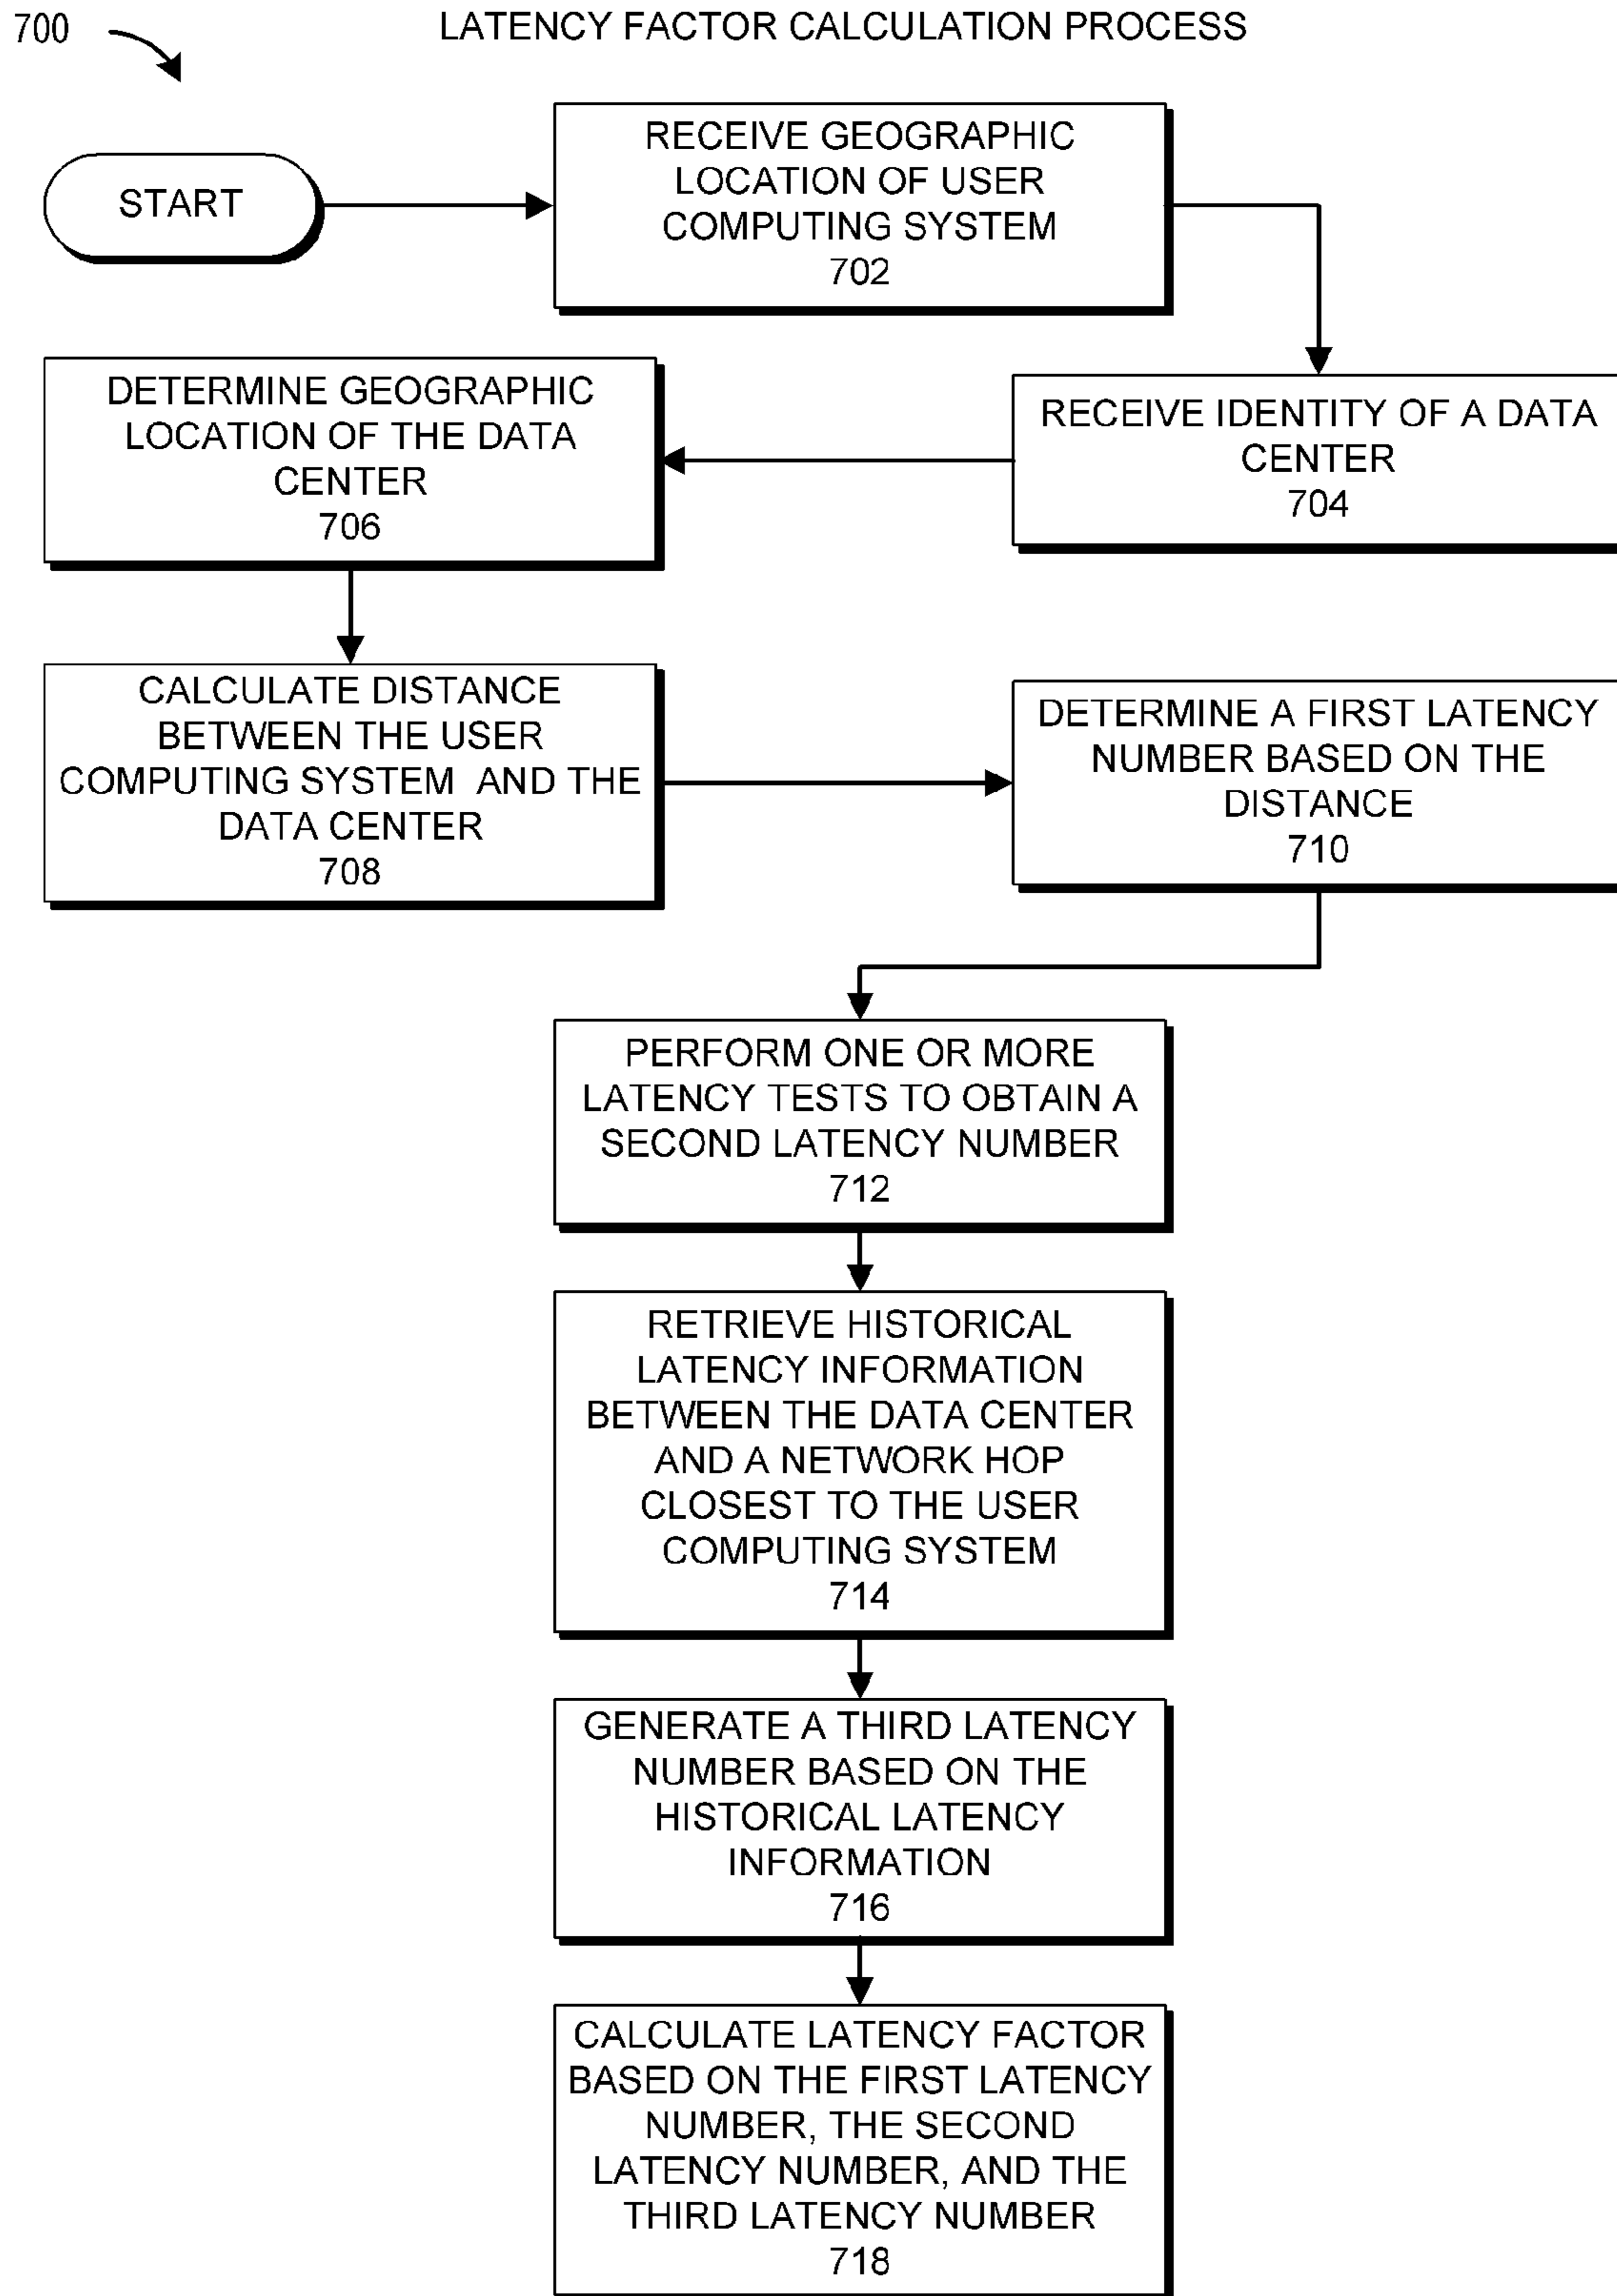 700
LATENCY FACTOR CALCULATION PROCESS
START
RECEIVE GEOGRAPHIC
LOCATION OF USER
COMPUTING SYSTEM
702
RECEIVE IDENTITY OF A DATA
CENTER
704
DETERMINE GEOGRAPHIC
LOCATION OF THE DATA
CENTER
706
CALCULATE DISTANCE
BETWEEN THE USER
COMPUTING SYSTEM AND THE
DATA CENTER
708
DETERMINE A FIRST LATENCY
NUMBER BASED ON THE
DISTANCE
710
PERFORM ONE OR MORE
LATENCY TESTS TO OBTAIN A
SECOND LATENCY NUMBER
712
RETRIEVE HISTORICAL
LATENCY INFORMATION
BETWEEN THE DATA CENTER
AND A NETWORK HOP
CLOSEST TO THE USER
COMPUTING SYSTEM
714
GENERATE A THIRD LATENCY
NUMBER BASED ON THE
HISTORICAL LATENCY
INFORMATION
716
CALCULATE LATENCY FACTOR
BASED ON THE FIRST LATENCY
NUMBER, THE SECOND
LATENCY NUMBER, AND THE
THIRD LATENCY NUMBER
718